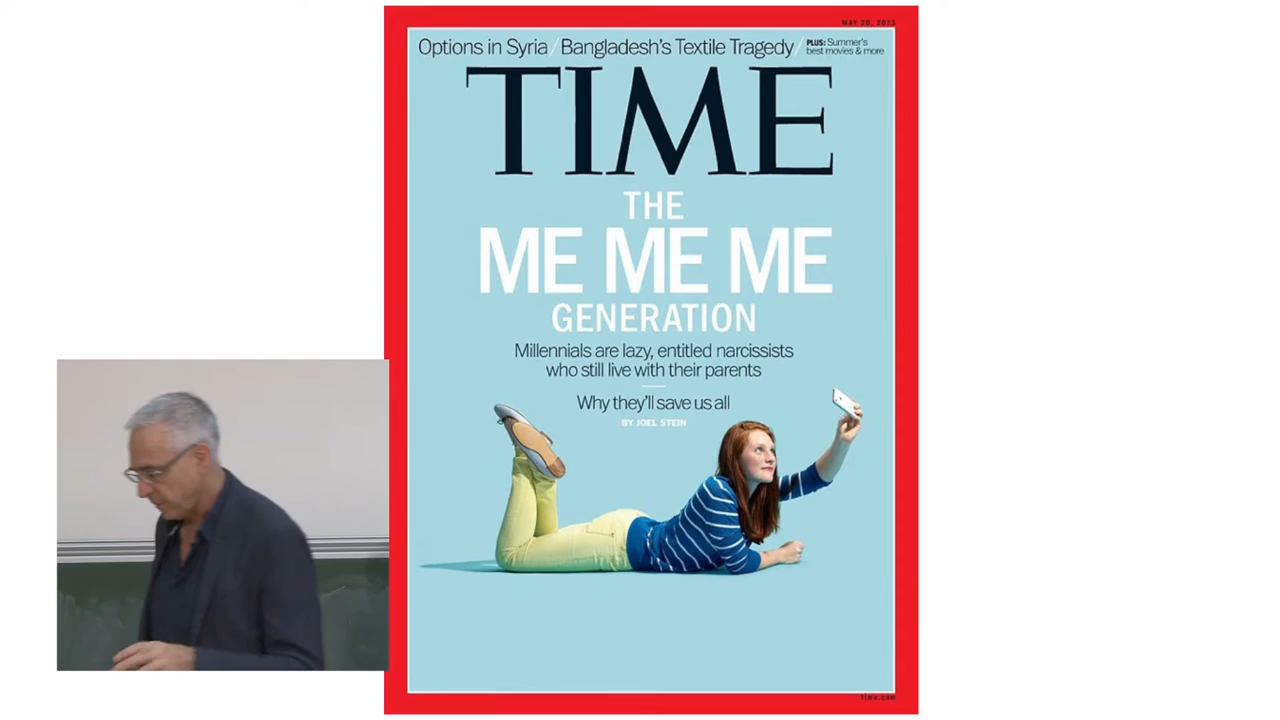 MAY 20, 2013
Options in Syria / Bangladesh's Textile Tragedy / PLUS: Summer's
best movies & more
TIME
THE
ME ME ME
GENERATION
Millennials are lazy, entitled narcissists
who still live with their parents
Why they'll save us all
BY JOEL STEIN
time.com